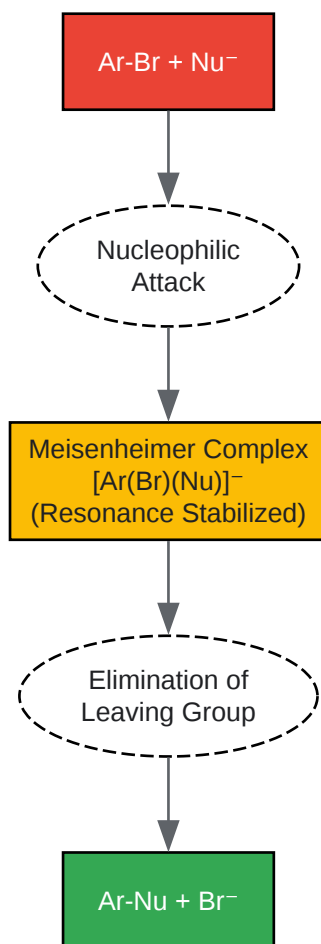 Ar-Br + Nu⁻
Nucleophilic
Attack
Meisenheimer Complex
[Ar(Br)(Nu)]⁻
(Resonance Stabilized)
Elimination of
Leaving Group
Ar-Nu + Br⁻